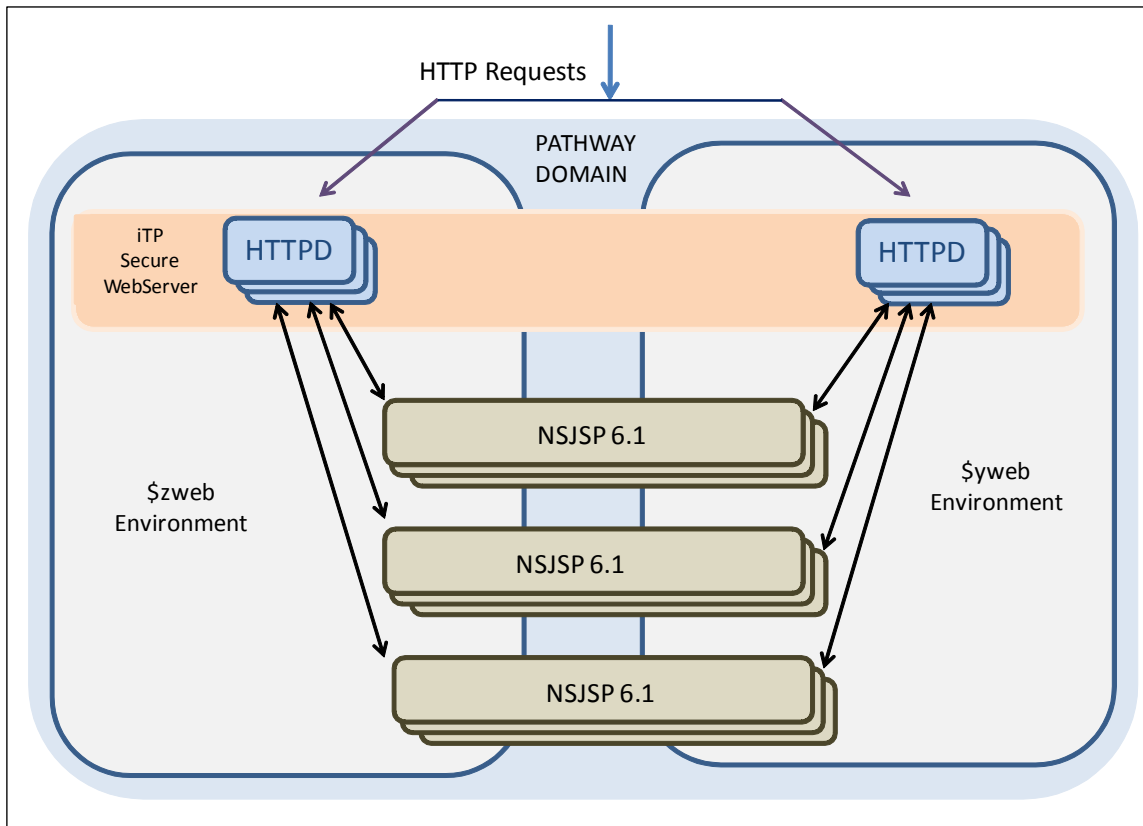 HTTP Requests
PATHWAY
DOMAIN
iTP
Secure
WebServer
HTTPD
HTTPD
NSJSP 6.1
$zweb
Environment
$yweb
Environment
NSJSP 6.1
NSJSP 6.1